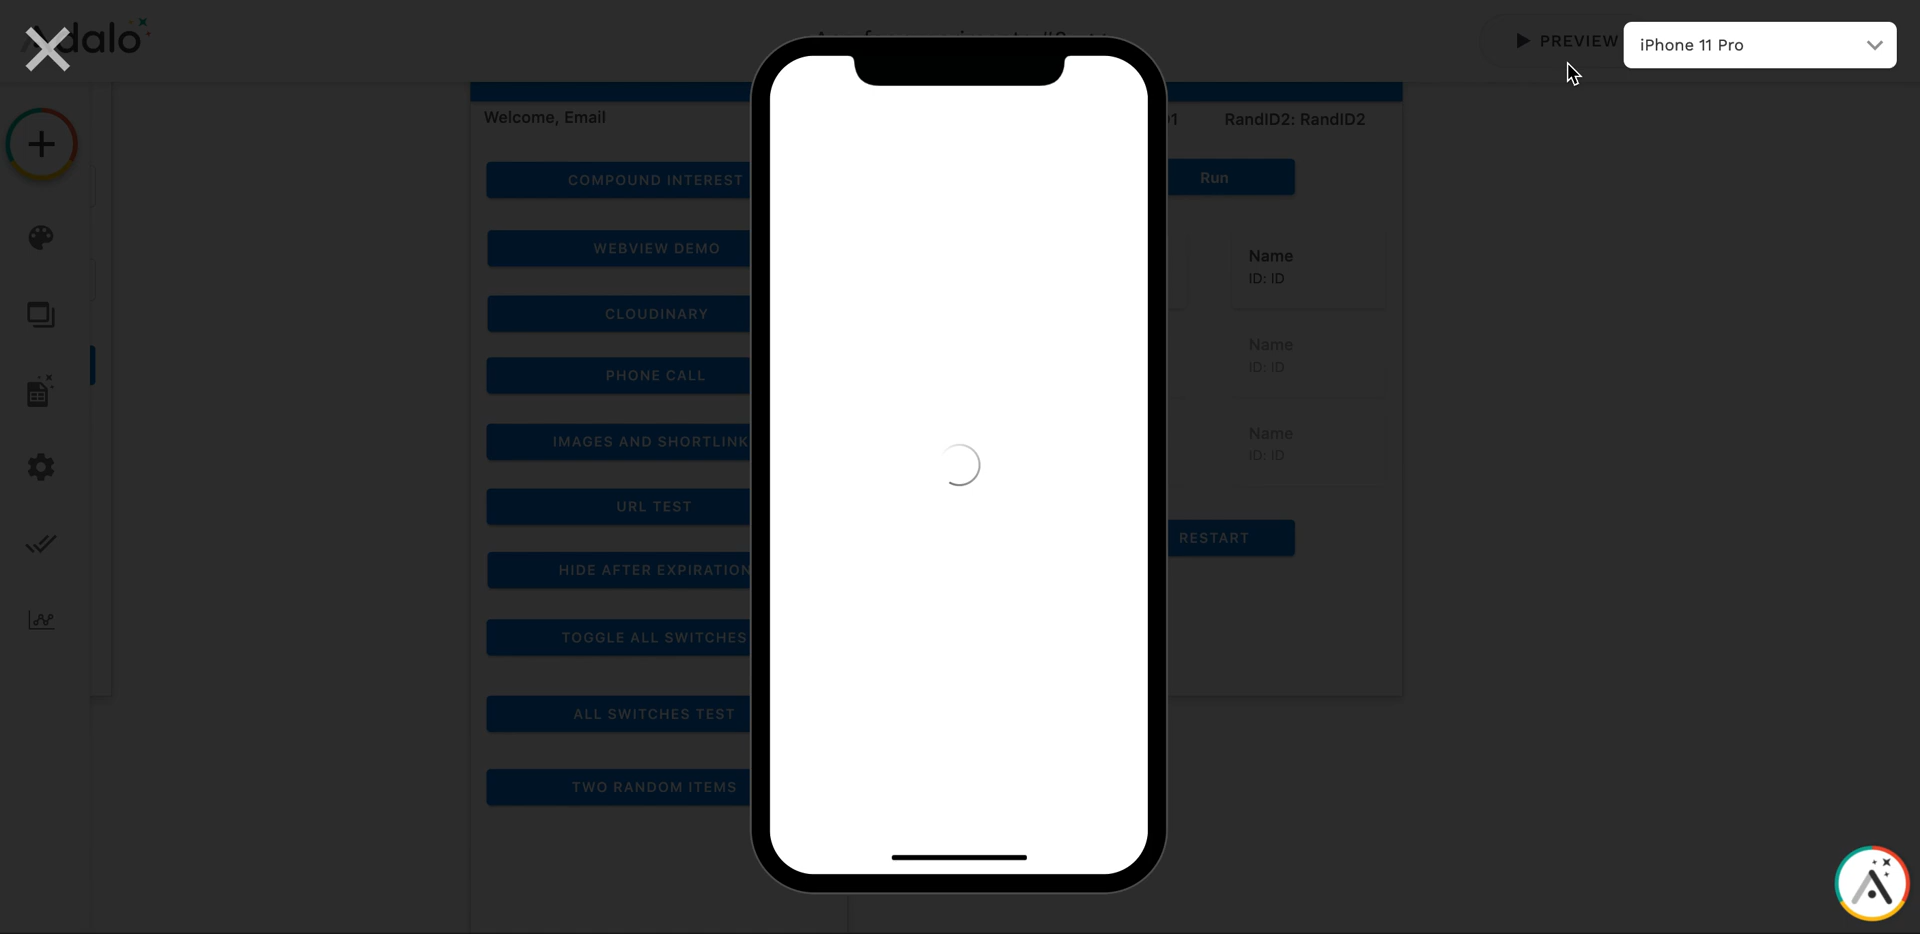 Adalo
PREVIEW
iPhone 11 Pro
Welcome, Email
RandID2: RandID2
COMPOUND INTEREST
Run
WEBVIEW DEMO
Name
ID: ID
CLOUDINARY
Name
ID: ID
PHONE CALL
IMAGES AND SHORTLINK
Name
ID: ID
URL TEST
RESTART
HIDE AFTER EXPIRATION
TOGGLE ALL SWITCHES
ALL SWITCHES TEST
TWO RANDOM ITEMS